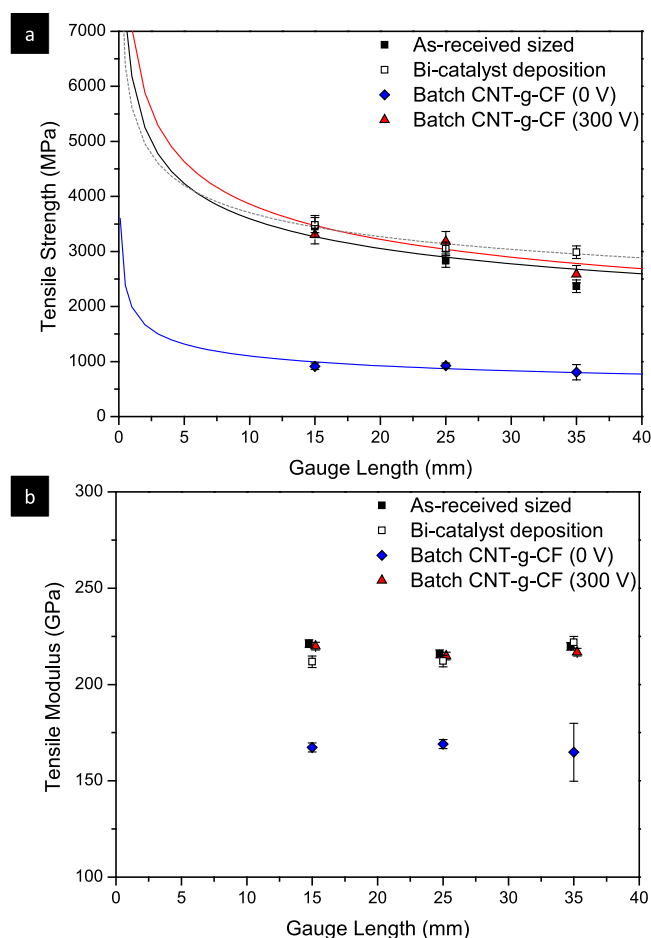 a
7000
6000
5000
4000
3000
2000
1000
0
Tensile Strength (MPa)
As-received sized
Bi-catalyst deposition
Batch CNT-g-CF (0 V)
Batch CNT-g-CF (300 V)
0 5 10 15 20 25 30 35 40
Gauge Length (mm)
b
300
250
200
150
100
Tensile Modulus (GPa)
As-received sized
Bi-catalyst deposition
Batch CNT-g-CF (0 V)
Batch CNT-g-CF (300 V)
0 5 10 15 20 25 30 35 40
Gauge Length (mm)